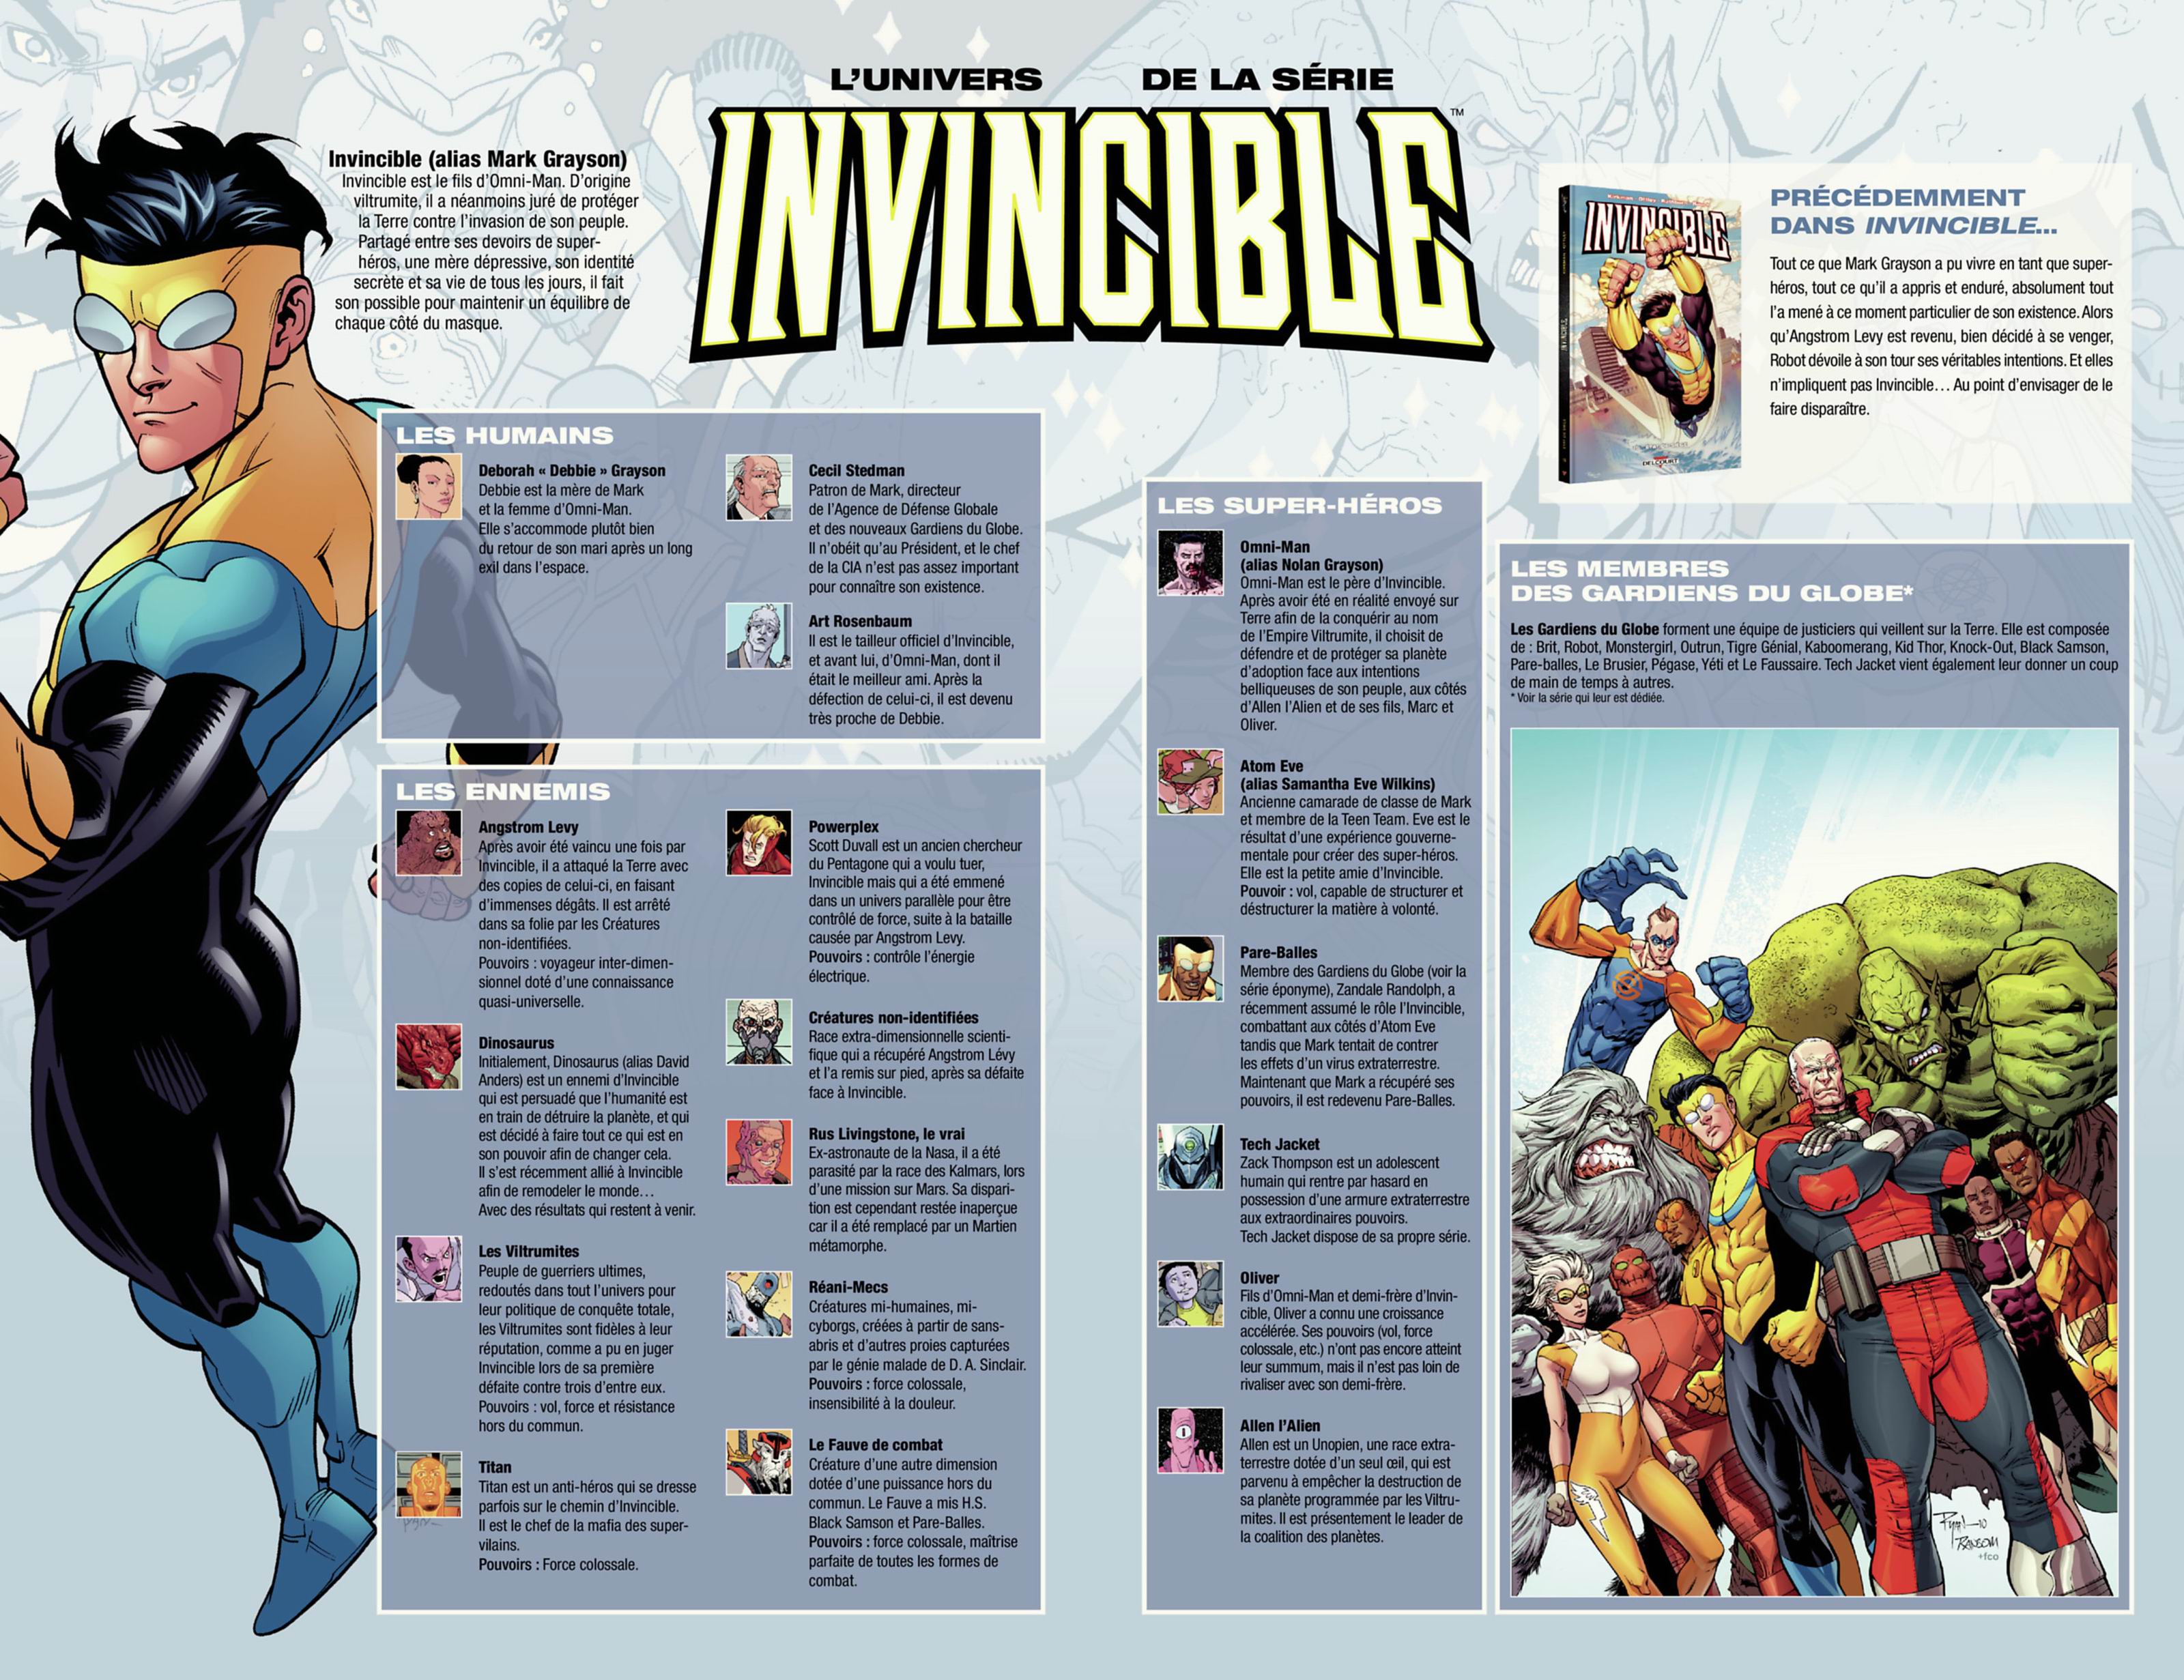 L'UNIVERS DE LA SÉRIE
INVINCIBLE™
Invincible (alias Mark Grayson)
Invincible est le fils d'Omni-Man. D'origine
viltrumite, il a néanmoins juré de protéger
la Terre contre l'invasion de son peuple.
Partagé entre ses devoirs de super-
héros, une mère dépressive, son identité
secrète et sa vie de tous les jours, il fait
son possible pour maintenir un équilibre de
chaque côté du masque.
INVINCIBLE
DELCOURT
PRÉCÉDEMMENT
DANS INVINCIBLE...
Tout ce que Mark Grayson a pu vivre en tant que super-
héros, tout ce qu'il a appris et enduré, absolument tout
l'a mené à ce moment particulier de son existence. Alors
qu'Angstrom Levy est revenu, bien décidé à se venger,
Robot dévoile à son tour ses véritables intentions. Et elles
n'impliquent pas Invincible... Au point d'envisager de le
faire disparaître.
LES HUMAINS
Deborah « Debbie » Grayson
Debbie est la mère de Mark
et la femme d'Omni-Man.
Elle s'accommode plutôt bien
du retour de son mari après un long
exil dans l'espace.
Cecil Stedman
Patron de Mark, directeur
de l'Agence de Défense Globale
et des nouveaux Gardiens du Globe.
Il n'obéit qu'au Président, et le chef
de la CIA n'est pas assez important
pour connaître son existence.
Art Rosenbaum
Il est le tailleur officiel d'Invincible,
et avant lui, d'Omni-Man, dont il
était le meilleur ami. Après la
défection de celui-ci, il est devenu
très proche de Debbie.
LES ENNEMIS
Angstrom Levy
Après avoir été vaincu une fois par
Invincible, il a attaqué la Terre avec
des copies de celui-ci, en faisant
d'immenses dégâts. Il est arrêté
dans sa folie par les Créatures
non-identifiées.
Pouvoirs : voyageur inter-dimen-
sionnel doté d'une connaissance
quasi-universelle.
Dinosaurus
Initialement, Dinosaurus (alias David
Anders) est un ennemi d'Invincible
qui est persuadé que l'humanité est
en train de détruire la planète, et qui
est décidé à faire tout ce qui est en
son pouvoir afin de changer cela.
Il s'est récemment allié à Invincible
afin de remodeler le monde...
Avec des résultats qui restent à venir.
Les Viltrumites
Peuple de guerriers ultimes,
redoutés dans tout l'univers pour
leur politique de conquête totale,
les Viltrumites sont fidèles à leur
réputation, comme a pu en juger
Invincible lors de sa première
défaite contre trois d'entre eux.
Pouvoirs : vol, force et résistance
hors du commun.
Titan
Titan est un anti-héros qui se dresse
parfois sur le chemin d'Invincible.
Il est le chef de la mafia des super-
vilains.
Pouvoirs : Force colossale.
Powerplex
Scott Duvall est un ancien chercheur
du Pentagone qui a voulu tuer,
Invincible mais qui a été emmené
dans un univers parallèle pour être
contrôlé de force, suite à la bataille
causée par Angstrom Levy.
Pouvoirs : contrôle l'énergie
électrique.
Créatures non-identifiées
Race extra-dimensionnelle scienti-
fique qui a récupéré Angstrom Lévy
et l'a remis sur pied, après sa défaite
face à Invincible.
Rus Livingstone, le vrai
Ex-astronaute de la Nasa, il a été
parasité par la race des Kalmars, lors
d'une mission sur Mars. Sa dispari-
tion est cependant restée inaperçue
car il a été remplacé par un Martien
métamorphe.
Réani-Mecs
Créatures mi-humaines, mi-
cyborgs, créées à partir de sans-
abris et d'autres proies capturées
par le génie malade de D. A. Sinclair.
Pouvoirs : force colossale,
insensibilité à la douleur.
Le Fauve de combat
Créature d'une autre dimension
dotée d'une puissance hors du
commun. Le Fauve a mis H.S.
Black Samson et Pare-Balles.
Pouvoirs : force colossale, maîtrise
parfaite de toutes les formes de
combat.
LES SUPER-HÉROS
Omni-Man
(alias Nolan Grayson)
Omni-Man est le père d'Invincible.
Après avoir été en réalité envoyé sur
Terre afin de la conquérir au nom
de l'Empire Viltrumite, il choisit de
défendre et de protéger sa planète
d'adoption face aux intentions
belliqueuses de son peuple, aux côtés
d'Allen l'Alien et de ses fils, Marc et
Oliver.
Atom Eve
(alias Samantha Eve Wilkins)
Ancienne camarade de classe de Mark
et membre de la Teen Team. Eve est le
résultat d'une expérience gouverne-
mentale pour créer des super-héros.
Elle est la petite amie d'Invincible.
Pouvoir : vol, capable de structurer et
déstructurer la matière à volonté.
Pare-Balles
Membre des Gardiens du Globe (voir la
série éponyme), Zandale Randolph, a
récemment assumé le rôle l'Invincible,
combattant aux côtés d'Atom Eve
tandis que Mark tentait de contrer
les effets d'un virus extraterrestre.
Maintenant que Mark a récupéré ses
pouvoirs, il est redevenu Pare-Balles.
Tech Jacket
Zack Thompson est un adolescent
humain qui rentre par hasard en
possession d'une armure extraterrestre
aux extraordinaires pouvoirs.
Tech Jacket dispose de sa propre série.
Oliver
Fils d'Omni-Man et demi-frère d'Invin-
cible, Oliver a connu une croissance
accélérée. Ses pouvoirs (vol, force
colossale, etc.) n'ont pas encore atteint
leur summum, mais il n'est pas loin de
rivaliser avec son demi-frère.
Allen l'Alien
Allen est un Unopien, une race extra-
terrestre dotée d'un seul œil, qui est
parvenu à empêcher la destruction de
sa planète programmée par les Viltru-
mites. Il est présentement le leader de
la coalition des planètes.
LES MEMBRES
DES GARDIENS DU GLOBE*
Les Gardiens du Globe forment une équipe de justiciers qui veillent sur la Terre. Elle est composée
de : Brit, Robot, Monstergirl, Outrun, Tigre Génial, Kaboomerang, Kid Thor, Knock-Out, Black Samson,
Pare-balles, Le Brusier, Pégase, Yéti et Le Faussaire. Tech Jacket vient également leur donner un coup
de main de temps à autres.
* Voir la série qui leur est dédiée.
RANSOM
+fco